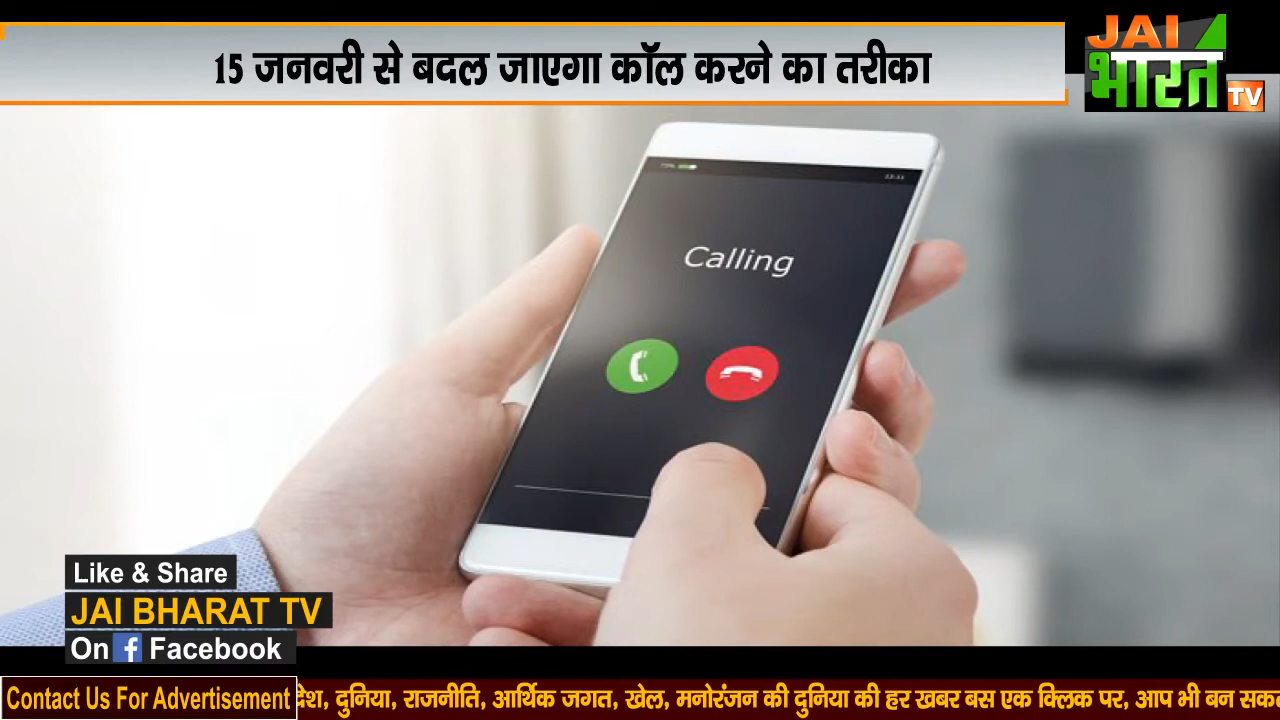 15 जनवरी से बदल जाएगा कॉल करने का तरीका
JAI
भारत
TV
Calling
Like & Share
JAI BHARAT TV
On f Facebook
Contact Us For Advertisement
दुनिया, राजनीति, आर्थिक जगत, खेल, मनोरंजन की दुनिया की हर खबर बस एक क्लिक पर, आप भी बन